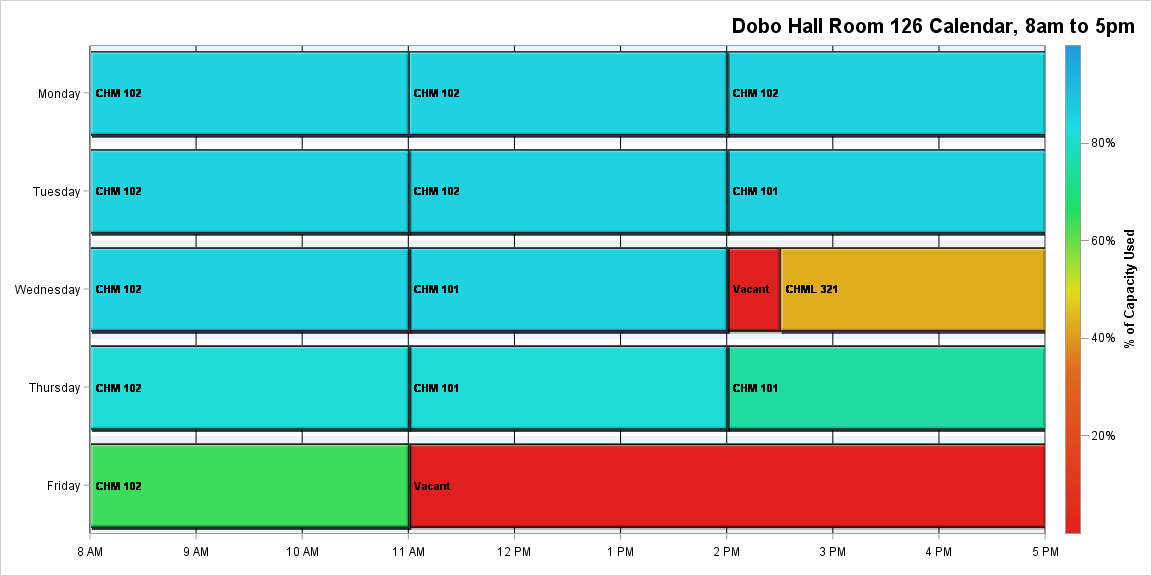 Dobo Hall Room 126 Calendar, 8am to 5pm
Monday
CHM 102
CHM 102
CHM 102
Tuesday
CHM 102
CHM 102
CHM 101
Wednesday
CHM 102
CHM 101
Vacant
CHML 321
Thursday
CHM 102
CHM 101
CHM 101
Friday
CHM 102
Vacant
8 AM
9 AM
10 AM
11 AM
12 PM
1 PM
2 PM
3 PM
4 PM
5 PM
80%
60%
40%
20%
% of Capacity Used